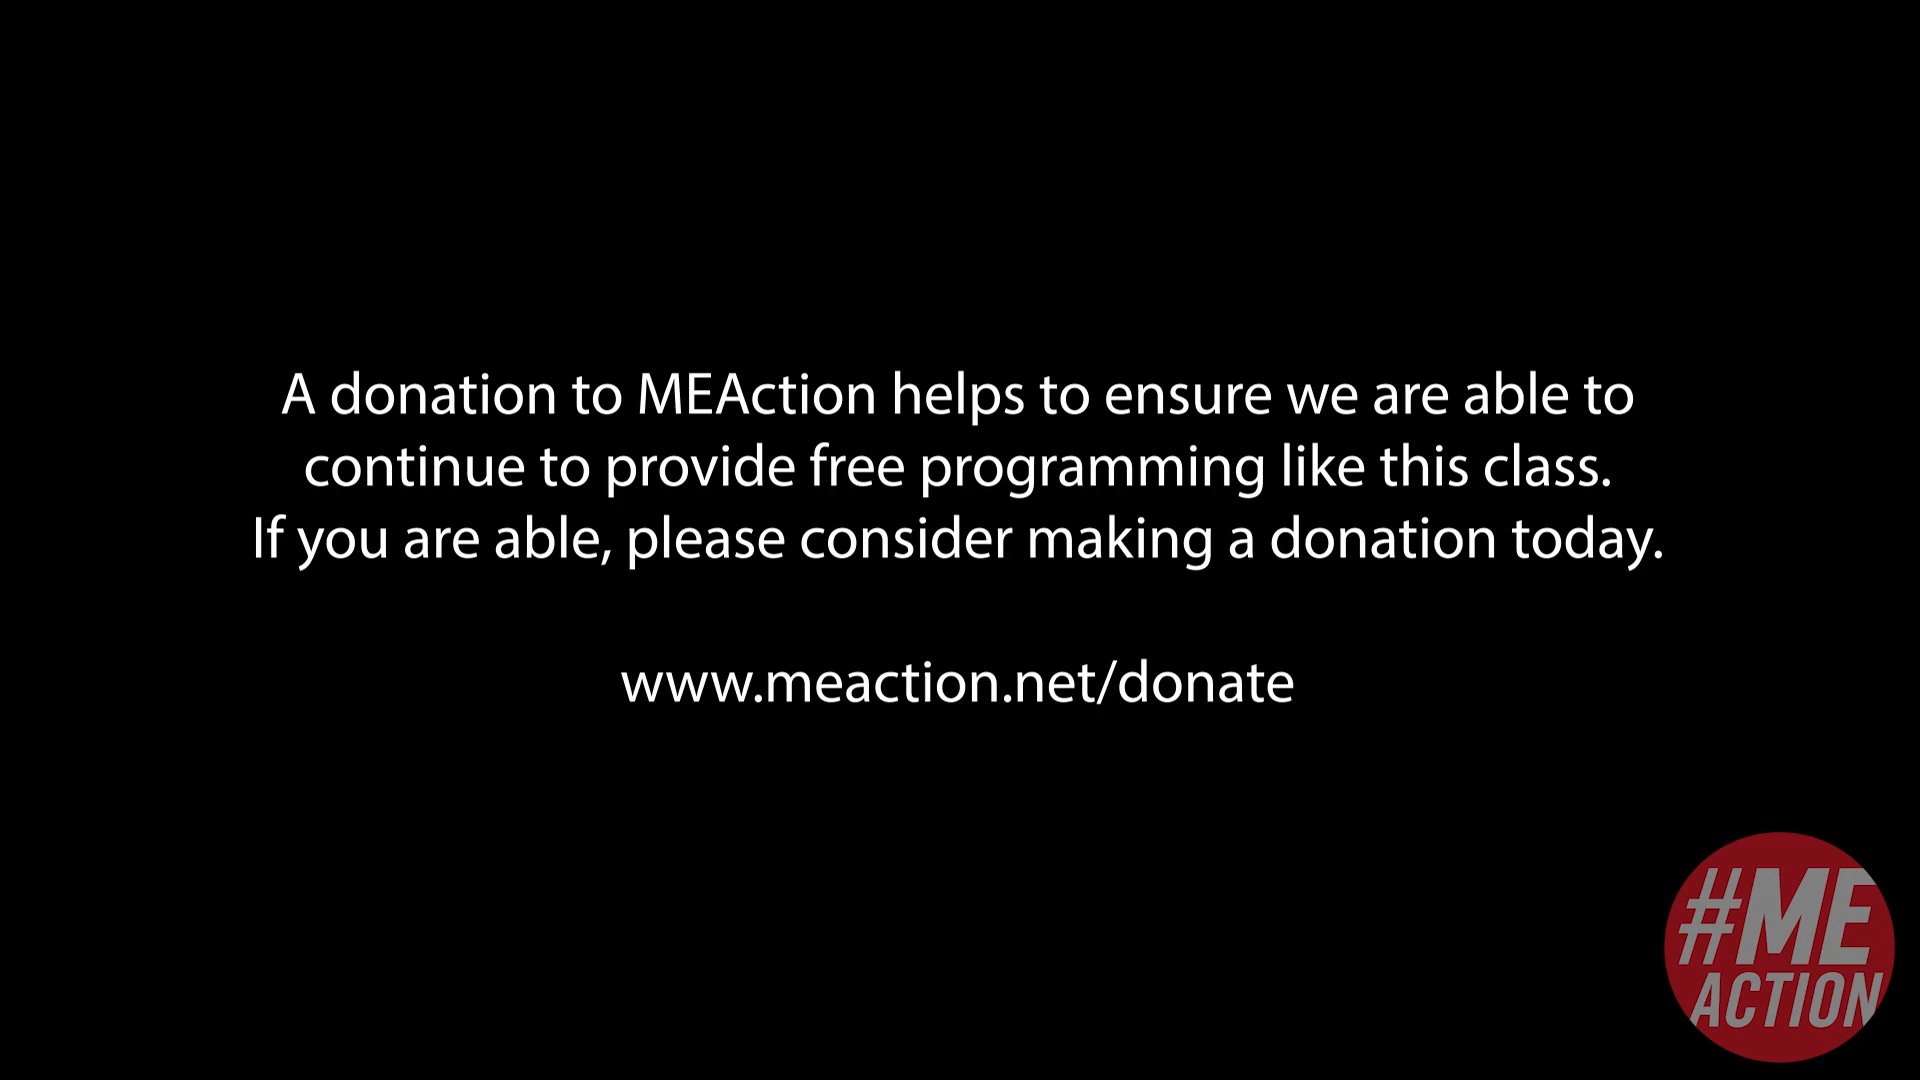 A donation to MEAction helps to ensure we are able to
continue to provide free programming like this class.
If you are able, please consider making a donation today.
www.meaction.net/donate
#ME
ACTION